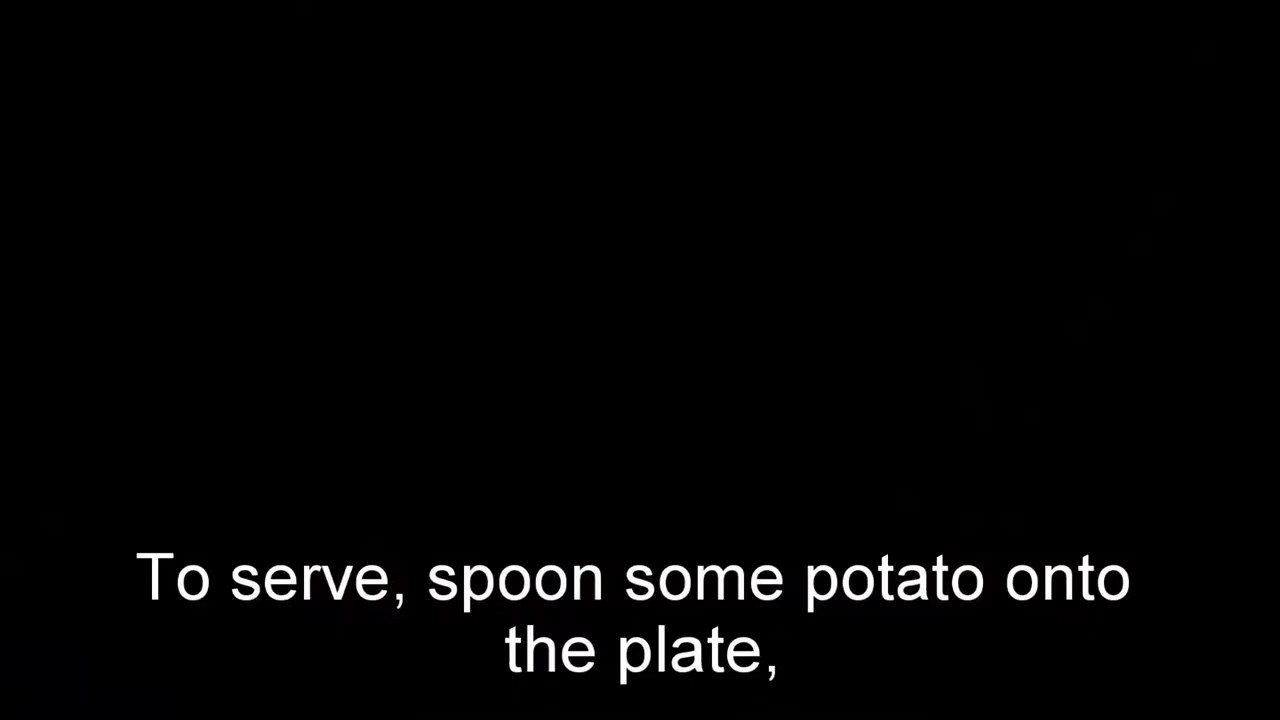 To serve, spoon some potato onto
the plate,